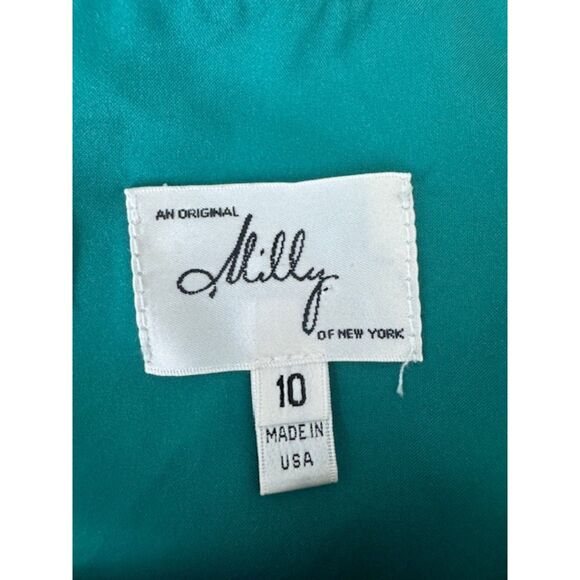 AN ORIGINAL
Milly
OF NEW YORK
10
MADE IN
USA